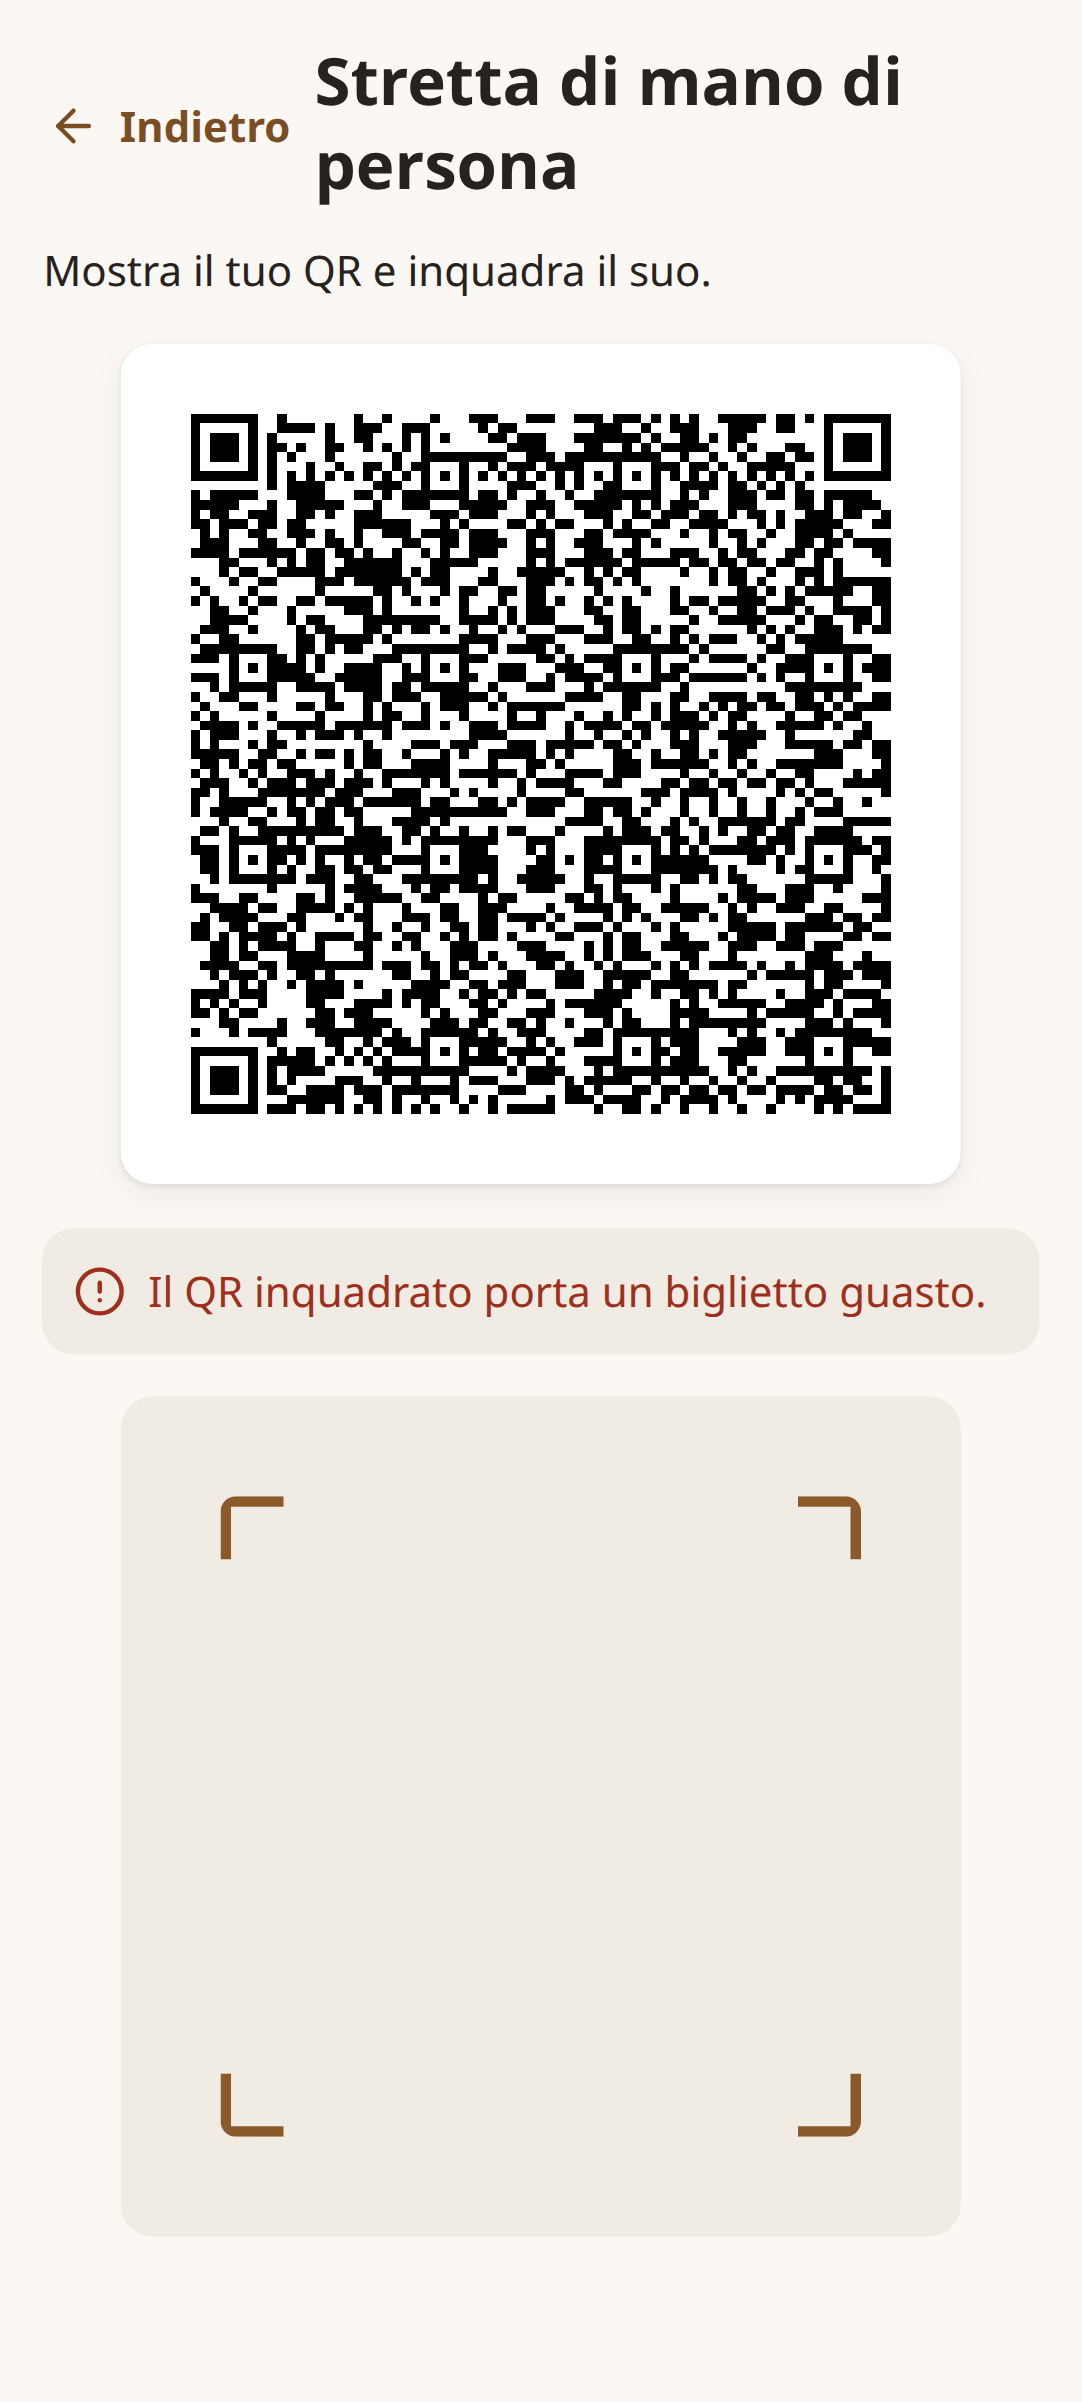 Indietro
Stretta di mano di
persona
Mostra il tuo QR e inquadra il suo.
Il QR inquadrato porta un biglietto guasto.